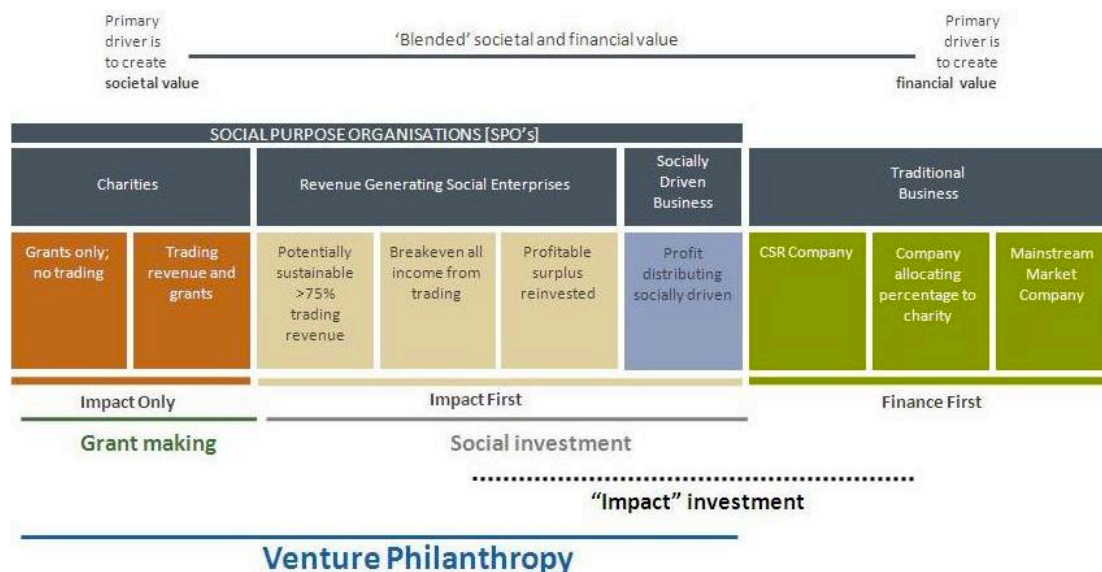 Primary
driver is
to create
societal value
‘Blended’ societal and financial value
Primary
driver is
to create
financial value
SOCIAL PURPOSE ORGANISATIONS [SPO's]
Charities
Revenue Generating Social Enterprises
Socially
Driven
Business
Traditional
Business
Grants only;
no trading
Trading
revenue and
grants
Potentially
sustainable
>75%
trading
revenue
Breakeven all
income from
trading
Profitable
surplus
reinvested
Profit
distributing
socially driven
CSR Company
Company
allocating
percentage to
charity
Mainstream
Market
Company
Impact Only
Impact First
Finance First
Grant making
Social investment
“Impact” investment
Venture Philanthropy